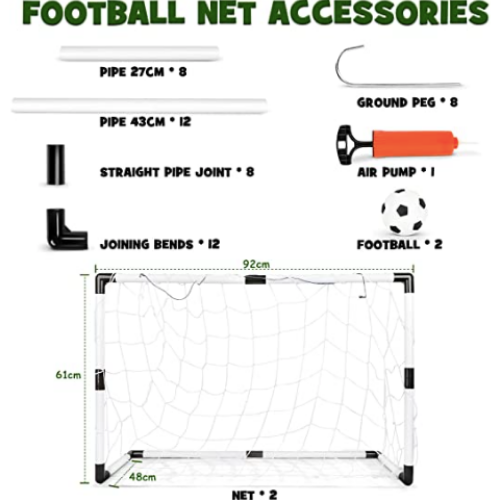 FOOTBALL NET ACCESSORIES
PIPE 27CM * 8
PIPE 43CM * 12
STRAIGHT PIPE JOINT * 8
JOINING BENDS * 12
GROUND PEG * 8
AIR PUMP * 1
FOOTBALL * 2
92cm
61cm
48cm
NET * 2